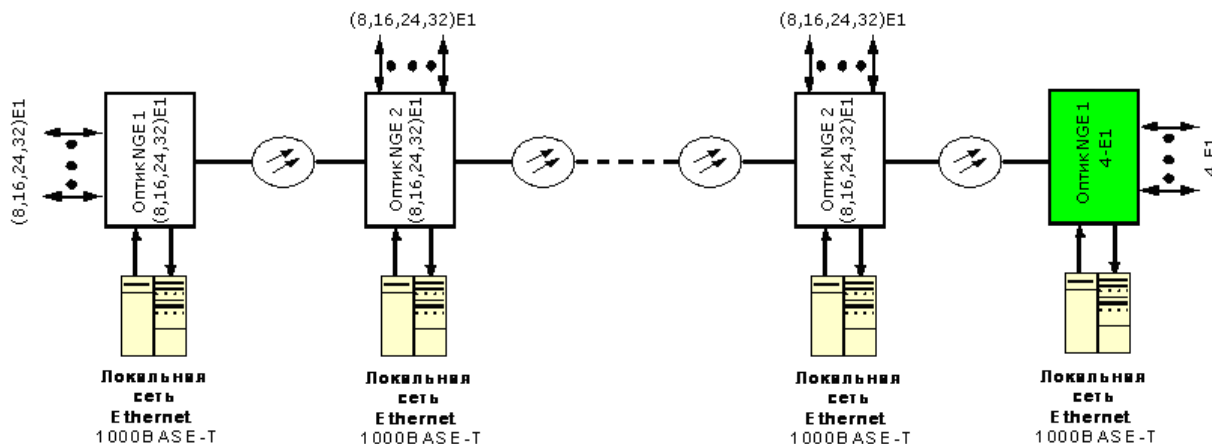 (8,16,24,32)E1
(8,16,24,32)E1
(8,16,24,32)E1
Оптик NGE 1
(8,16,24,32)E1
Оптик NGE 2
(8,16,24,32)E1
Оптик NGE 2
(8,16,24,32)E1
Оптик NGE 1
4-E1
4-E1
Локальная
сеть
Ethernet
1000BASE-T
Локальная
сеть
Ethernet
1000BASE-T
Локальная
сеть
Ethernet
1000BASE-T
Локальная
сеть
Ethernet
1000BASE-T